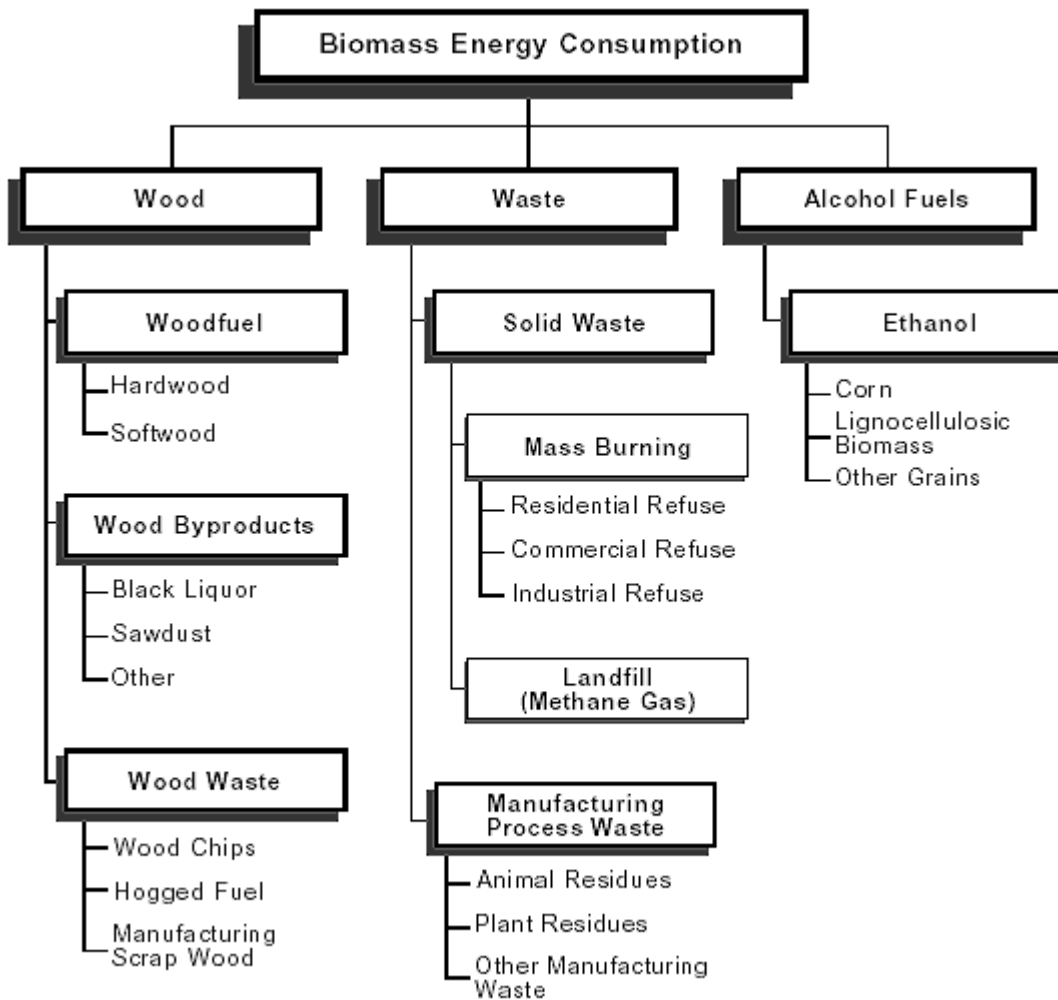 Biomass Energy Consumption
Wood
Waste
Alcohol Fuels
Woodfuel
Hardwood
Softwood
Wood Byproducts
Black Liquor
Sawdust
Other
Wood Waste
Wood Chips
Hogged Fuel
Manufacturing
Scrap Wood
Solid Waste
Mass Burning
Residential Refuse
Commercial Refuse
Industrial Refuse
Landfill
(Methane Gas)
Manufacturing
Process Waste
Animal Residues
Plant Residues
Other Manufacturing
Waste
Ethanol
Corn
Lignocellulosic
Biomass
Other Grains